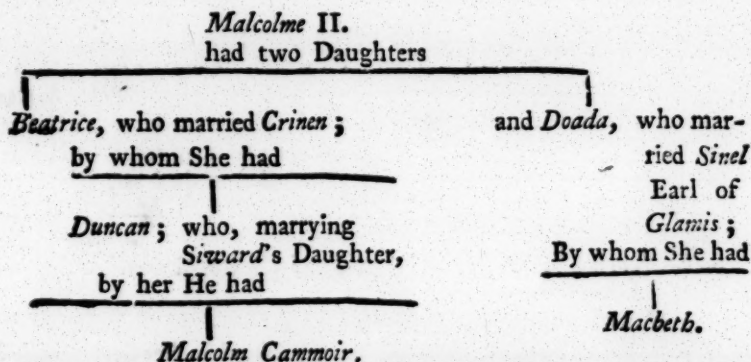 Malcolme II.
had two Daughters
Beatrice, who married Crinen;
by whom She had
Duncan; who, marrying
Siward's Daughter,
by her He had
Malcolm Cammoir.
and Doada, who mar-
ried Sinel
Earl of
Glamis;
By whom She had
Macbeth.